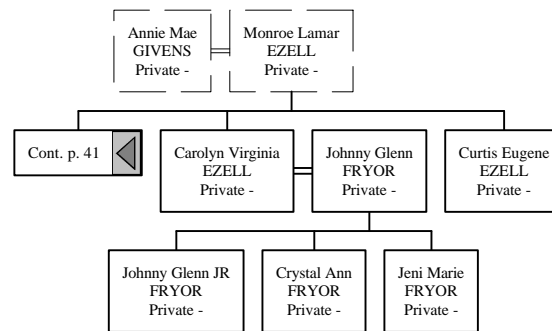 Annie Mae
GIVENS
Private -
Monroe Lamar
EZELL
Private -
Cont. p. 41
Carolyn Virginia
EZELL
Private -
Johnny Glenn
FRYOR
Private -
Curtis Eugene
EZELL
Private -
Johnny Glenn JR
FRYOR
Private -
Crystal Ann
FRYOR
Private -
Jeni Marie
FRYOR
Private -